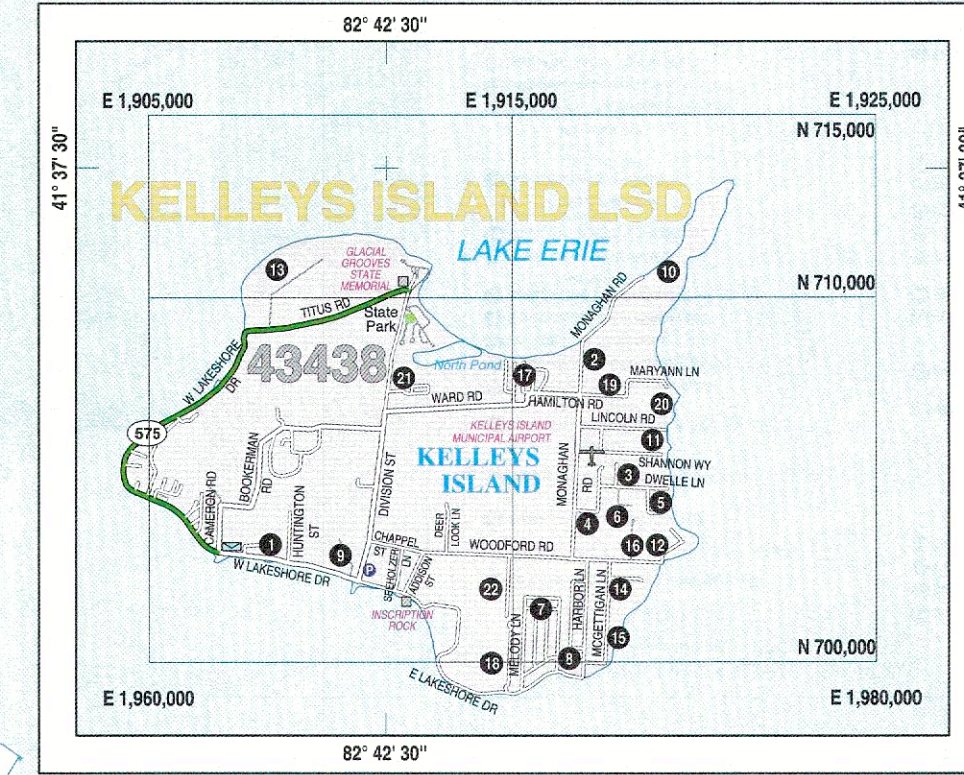 82° 42' 30"
E 1,905,000
E 1,915,000
E 1,925,000
N 715,000
41° 37' 30"
KELLEYS ISLAND LSD
LAKE ERIE
GLACIAL
GROOVES
STATE
MEMORIAL
13
10
N 710,000
TITUS RD
State
Park
MONAGHAN RD
W LAKESHORE
DR
43438
North Pond
2
MARYANN LN
21
17
19
WARD RD
HAMILTON RD
20
LINCOLN RD
575
KELLEYS ISLAND
MUNICIPAL AIRPORT
11
KELLEYS
ISLAND
BOOKERMAN
RD
DIVISION ST
MONAGHAN
RD
SHANNON WY
3
DWELLE LN
CAMERON RD
HUNTINGTON
ST
DEER
LOOK LN
5
6
4
CHAPPEL
ST
WOODFORD RD
16
12
1
9
W LAKESHORE DR
P
SEEHOLZER
LN
ADDISON
ST
INSCRIPTION
ROCK
22
MELODY LN
7
HARBOR LN
MCGETTIGAN LN
14
15
18
8
N 700,000
E LAKESHORE DR
E 1,960,000
E 1,980,000
82° 42' 30"